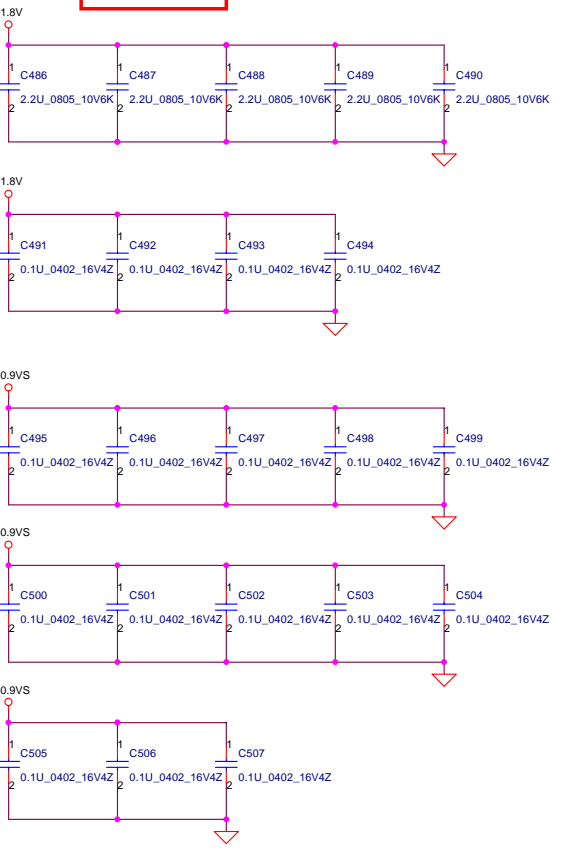 1.8V
1 1 1 1 1
C486 C487 C488 C489 C490
2.2U_0805_10V6K 2.2U_0805_10V6K 2.2U_0805_10V6K 2.2U_0805_10V6K 2.2U_0805_10V6K
2 2 2 2 2
1.8V
1 1 1 1
C491 C492 C493 C494
0.1U_0402_16V4Z 0.1U_0402_16V4Z 0.1U_0402_16V4Z 0.1U_0402_16V4Z
2 2 2 2
0.9VS
1 1 1 1 1
C495 C496 C497 C498 C499
0.1U_0402_16V4Z 0.1U_0402_16V4Z 0.1U_0402_16V4Z 0.1U_0402_16V4Z 0.1U_0402_16V4Z
2 2 2 2 2
0.9VS
1 1 1 1 1
C500 C501 C502 C503 C504
0.1U_0402_16V4Z 0.1U_0402_16V4Z 0.1U_0402_16V4Z 0.1U_0402_16V4Z 0.1U_0402_16V4Z
2 2 2 2 2
0.9VS
1 1 1
C505 C506 C507
0.1U_0402_16V4Z 0.1U_0402_16V4Z 0.1U_0402_16V4Z
2 2 2